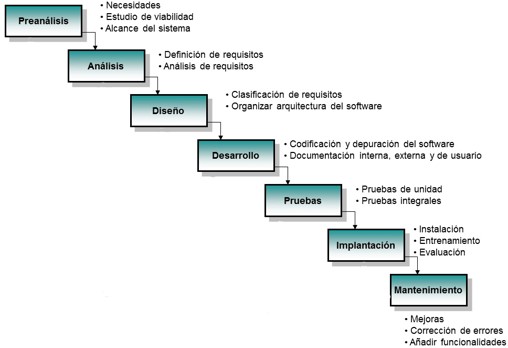 Preanálisis
• Necesidades
• Estudio de viabilidad
• Alcance del sistema
Análisis
• Definición de requisitos
• Análisis de requisitos
Diseño
• Clasificación de requisitos
• Organizar arquitectura del software
Desarrollo
• Codificación y depuración del software
• Documentación interna, externa y de usuario
Pruebas
• Pruebas de unidad
• Pruebas integrales
Implantación
• Instalación
• Entrenamiento
• Evaluación
Mantenimiento
• Mejoras
• Corrección de errores
• Añadir funcionalidades